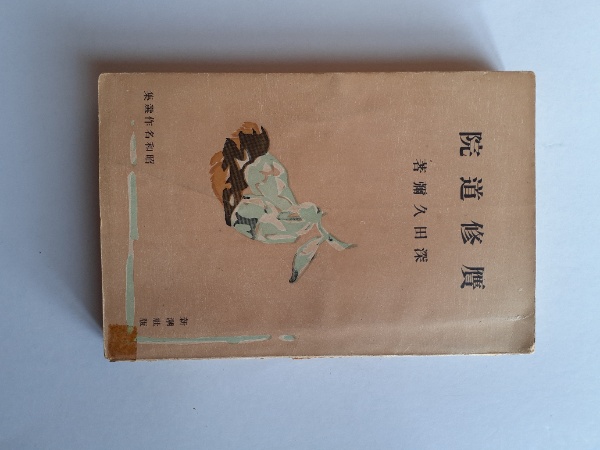 贋修道院
深田久彌著
昭和名作選集
新潮社版